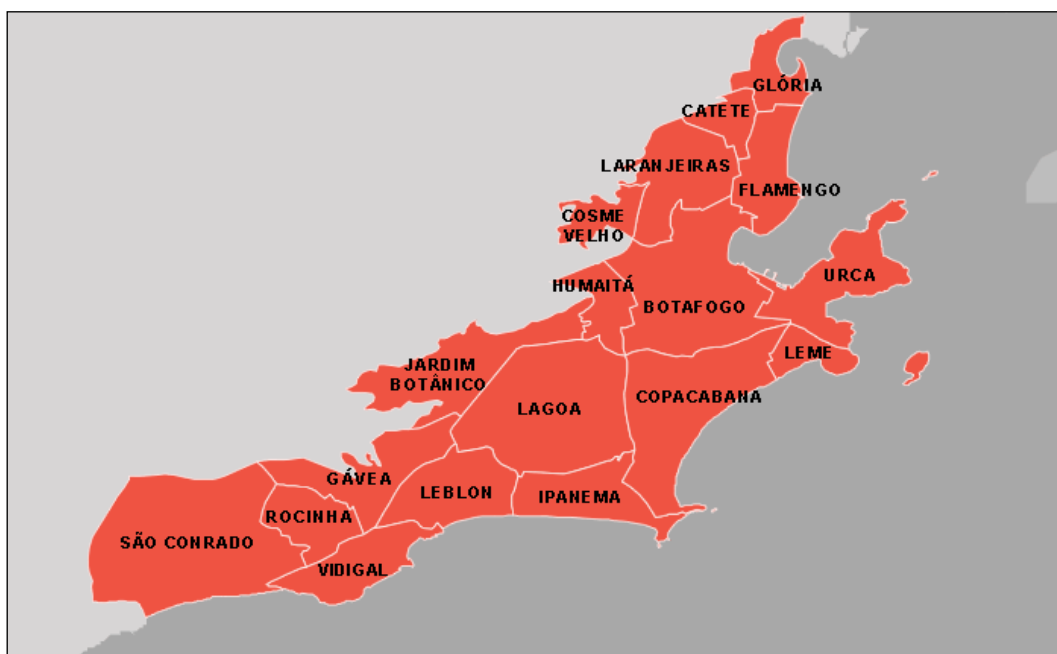 GLÓRIA
CATETE
LARANJEIRAS
FLAMENGO
COSME
VELHO
URCA
HUMAITÁ
BOTAFOGO
LEME
JARDIM
BOTÂNICO
COPACABANA
LAGOA
GÁVEA
LEBLON
IPANEMA
ROCINHA
SÃO CONRADO
VIDIGAL